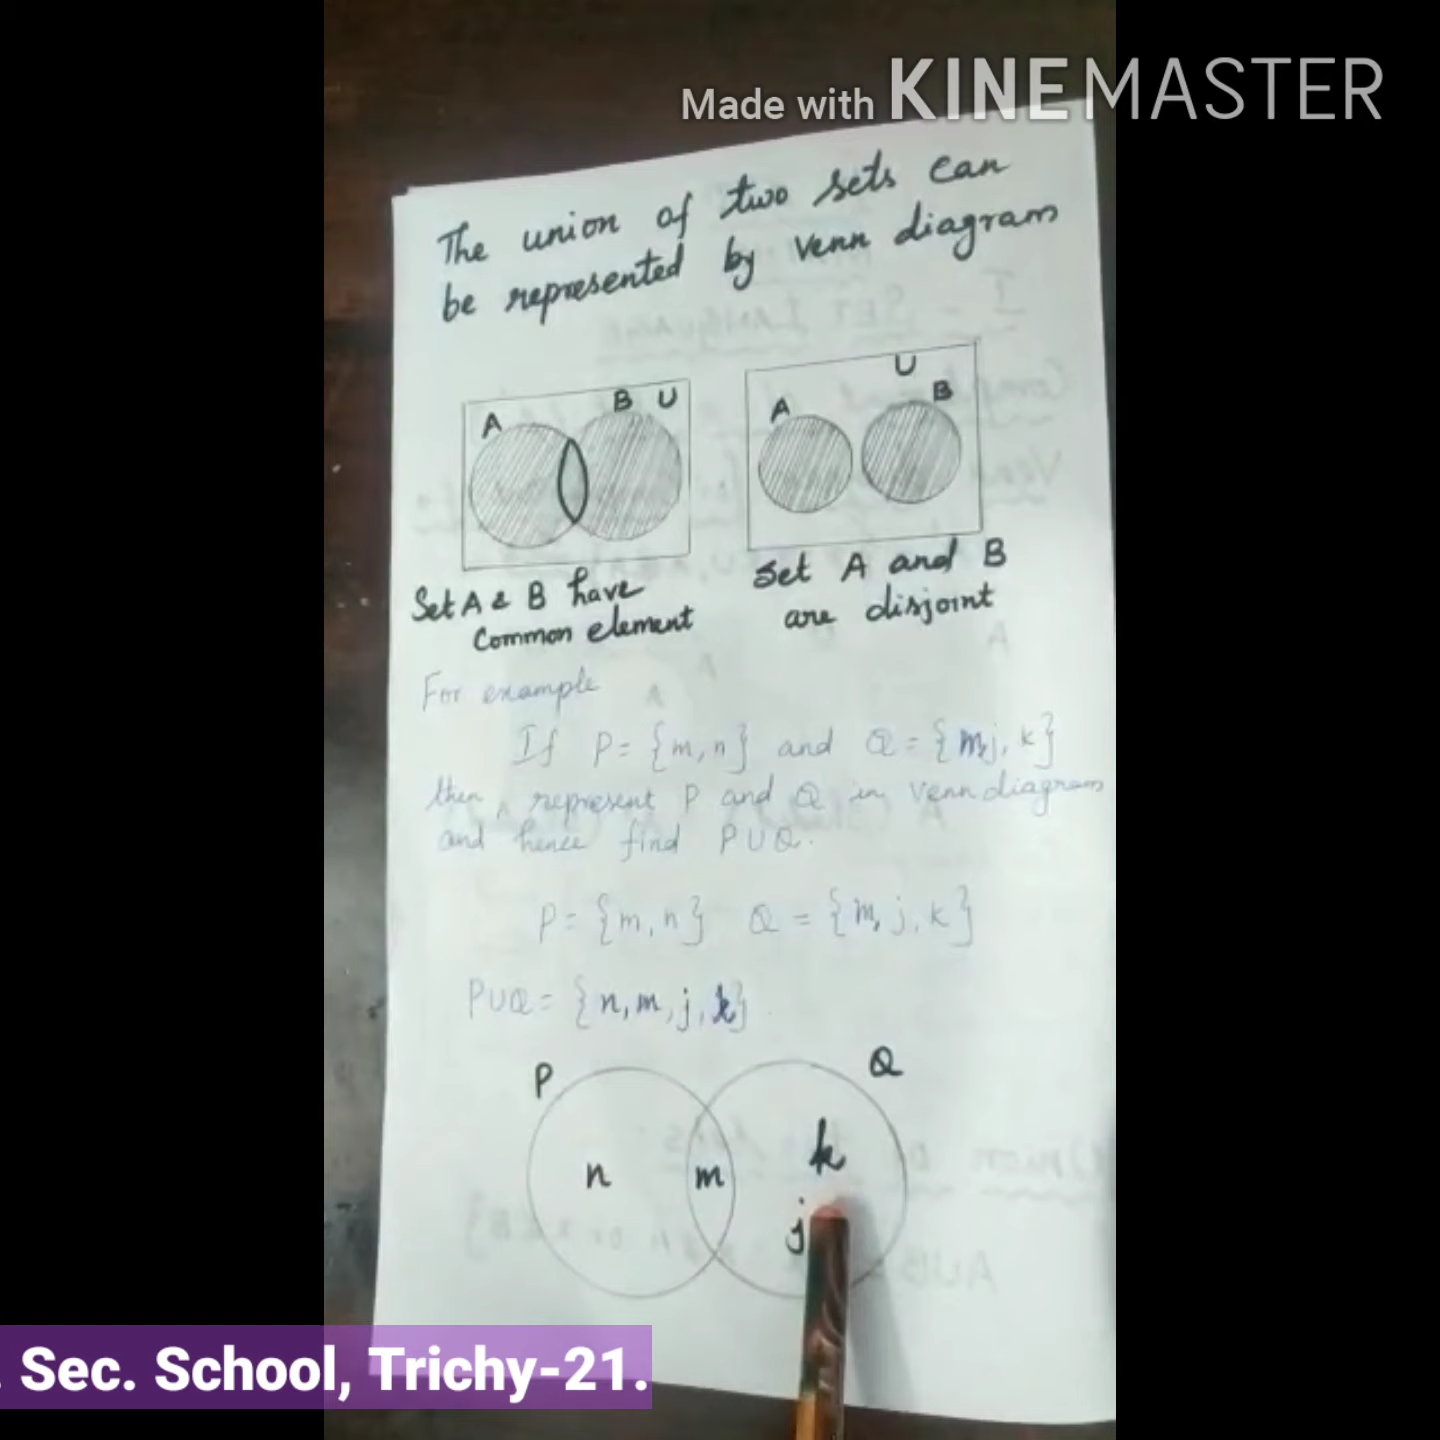 Made with KINEMASTER
The union of two sets can
be represented by Venn diagram
A B U
A U B
Set A & B have
Common element
Set A and B
are disjoint
For example
If P = {m, n} and Q = {m, j, k}
then, represent P and Q in Venn diagram
and hence find P∪Q.
P = {m, n} Q = {m, j, k}
P∪Q = {n, m, j, k}
P Q
n m k
j
. Sec. School, Trichy-21.